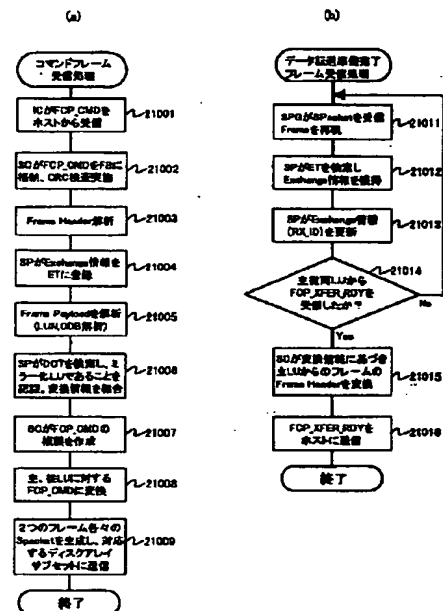 (a)
コマンドフレーム
受信処理
ICがFCP_CMDを
ホストから受信
21001
SCがFCP_CMDをFBに
格納、CRC検査実施
21002
Frame Header解析
21003
SPがExchange情報を
ETに登録
21004
Frame Payloadを解析
(LUN,CDB解析)
21005
SPがDCTを検索し、ミ
ラー化LUであることを
記録、変換情報を
21006
SCがFCP_CMDの
複製を作成
21007
主、従LUに対する
FCP_CMDに変換
21008
2つのフレーム各々の
Spacketを生成し、対応
するディスクアレイ
サブセットに送信
21009
終了
(b)
データ転送準備完了
フレーム受信処理
SPGがSPacketを受信
Frameを再現
21011
SPがETを検索し
Exchange情報を獲得
21012
SPがExchange情報
(RX_ID)を更新
21013
主従両LUから
FCP_XFER_RDYを
受領したか?
21014
No
Yes
SCが変換情報に基づき
主LUからのフレームの
Frame Headerを変換
21015
FCP_XFER_RDYを
ホストに送信
21016
終了